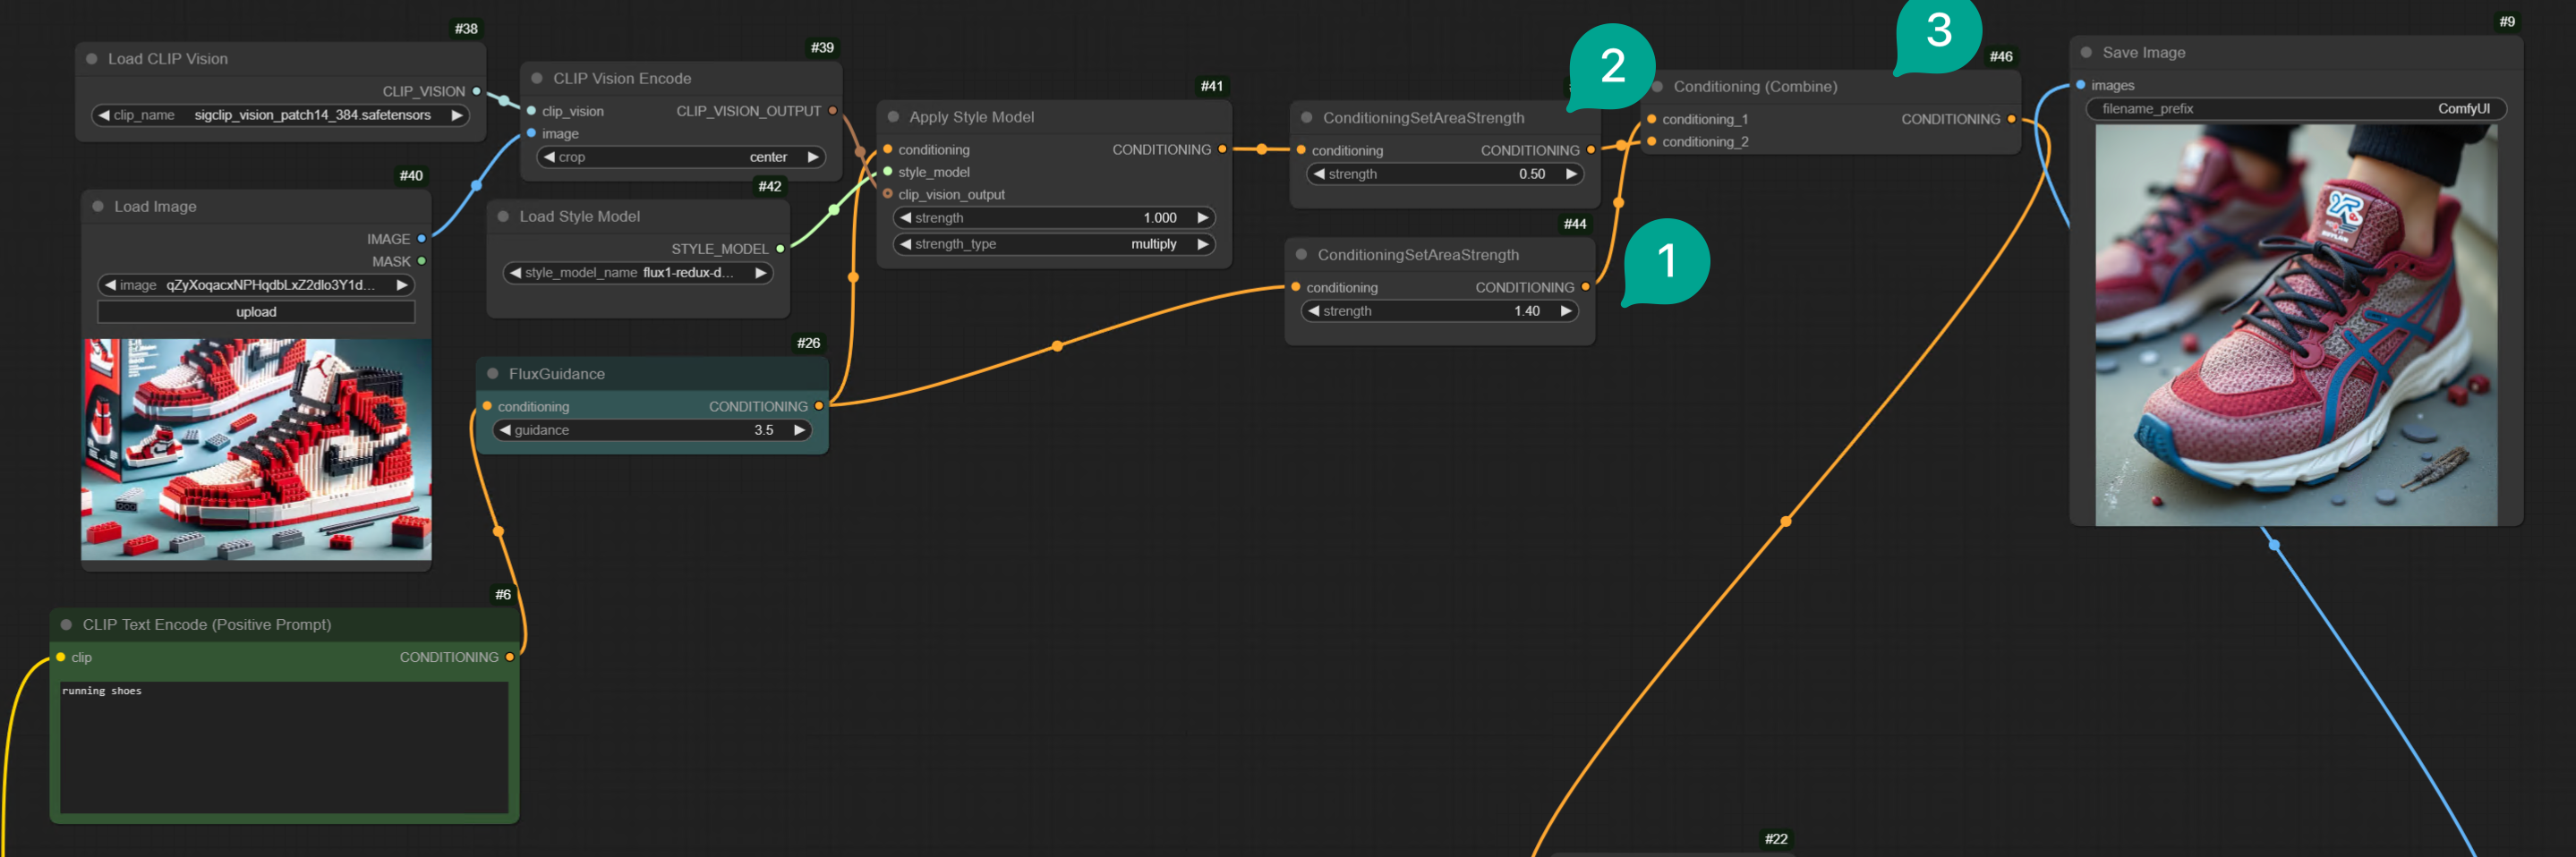 #38
Load CLIP Vision
CLIP_VISION
clip_name sigclip_vision_patch14_384.safetensors
#40
Load Image
IMAGE
MASK
image qZyXoqacxNPHqdbLxZ2dlo3Y1d...
upload
#6
CLIP Text Encode (Positive Prompt)
clip CONDITIONING
running shoes
#39
CLIP Vision Encode
clip_vision CLIP_VISION_OUTPUT
image
crop center
#42
Load Style Model
STYLE_MODEL
style_model_name flux1-redux-d...
#26
FluxGuidance
conditioning CONDITIONING
guidance 3.5
#41
Apply Style Model
conditioning CONDITIONING
style_model
clip_vision_output
strength 1.000
strength_type multiply
2
ConditioningSetAreaStrength
conditioning CONDITIONING
strength 0.50
#44
1
ConditioningSetAreaStrength
conditioning CONDITIONING
strength 1.40
3
#46
Conditioning (Combine)
conditioning_1 CONDITIONING
conditioning_2
#9
Save Image
images
filename_prefix ComfyUI
#22